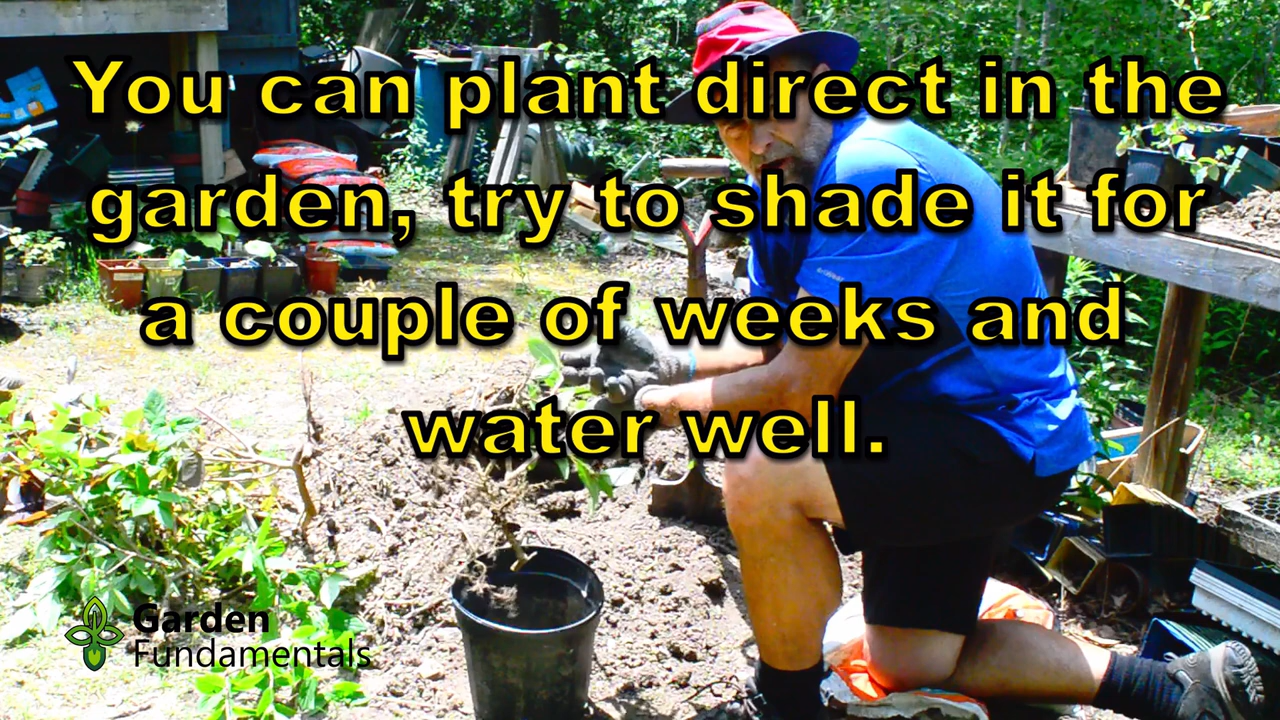 You can plant direct in the
garden, try to shade it for
a couple of weeks and
water well.
Garden
Fundamentals